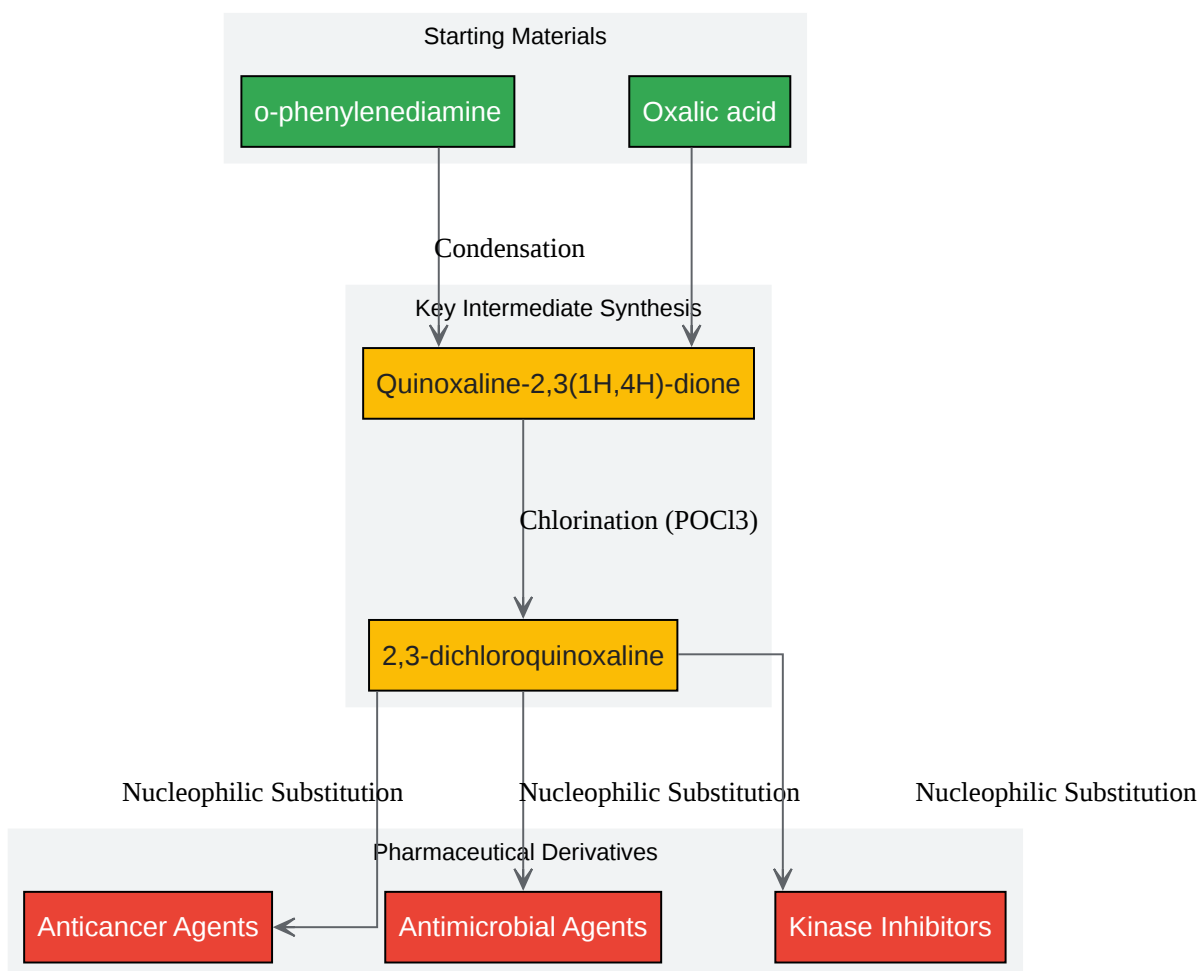 Starting Materials
o-phenylenediamine
Oxalic acid
Condensation
Key Intermediate Synthesis
Quinoxaline-2,3(1H,4H)-dione
Chlorination (POCl3)
2,3-dichloroquinoxaline
Nucleophilic Substitution
Nucleophilic Substitution
Nucleophilic Substitution
Pharmaceutical Derivatives
Anticancer Agents
Antimicrobial Agents
Kinase Inhibitors